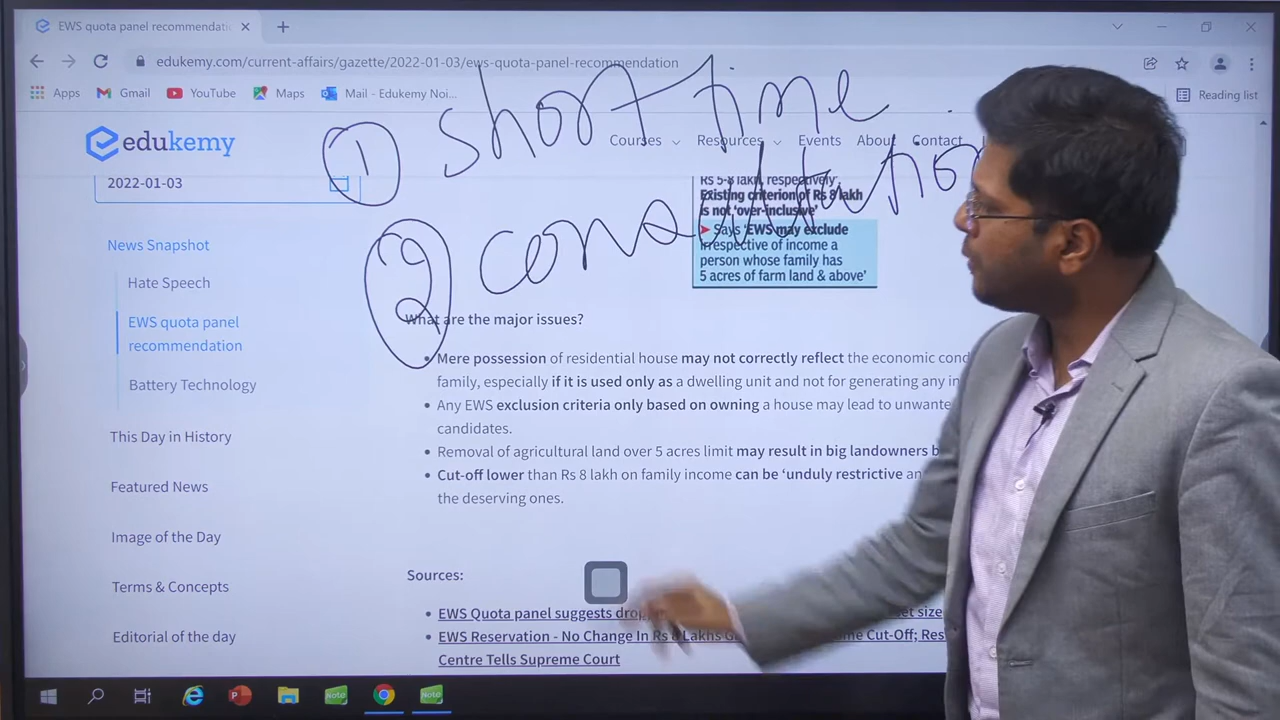 EWS quota panel recommendati
edukemy.com/current-affairs/gazette/2022-01-03/ews-quota-panel-recommendation
Apps
Gmail
YouTube
Maps
Mail - Edukemy Noi...
Reading list
edukemy
Courses
Resources
Events
About
Contact
① Short time
② consultation
2022-01-03
News Snapshot
Hate Speech
EWS quota panel
recommendation
Battery Technology
This Day in History
Featured News
Image of the Day
Terms & Concepts
Editorial of the day
Rs 5-8 lakh, respectively
Existing criterion of Rs 8 lakh
is not 'over-inclusive'
Says 'EWS may exclude
irrespective of income a
person whose family has
5 acres of farm land & above'
What are the major issues?
Mere possession of residential house may not correctly reflect the economic cond
family, especially if it is used only as a dwelling unit and not for generating any in
Any EWS exclusion criteria only based on owning a house may lead to unwante
candidates.
Removal of agricultural land over 5 acres limit may result in big landowners b
Cut-off lower than Rs 8 lakh on family income can be 'unduly restrictive an
the deserving ones.
Sources:
EWS Quota panel suggests drop et size
EWS Reservation - No Change In Rs 8 Lakhs G me Cut-Off; Res
Centre Tells Supreme Court
Note
Note